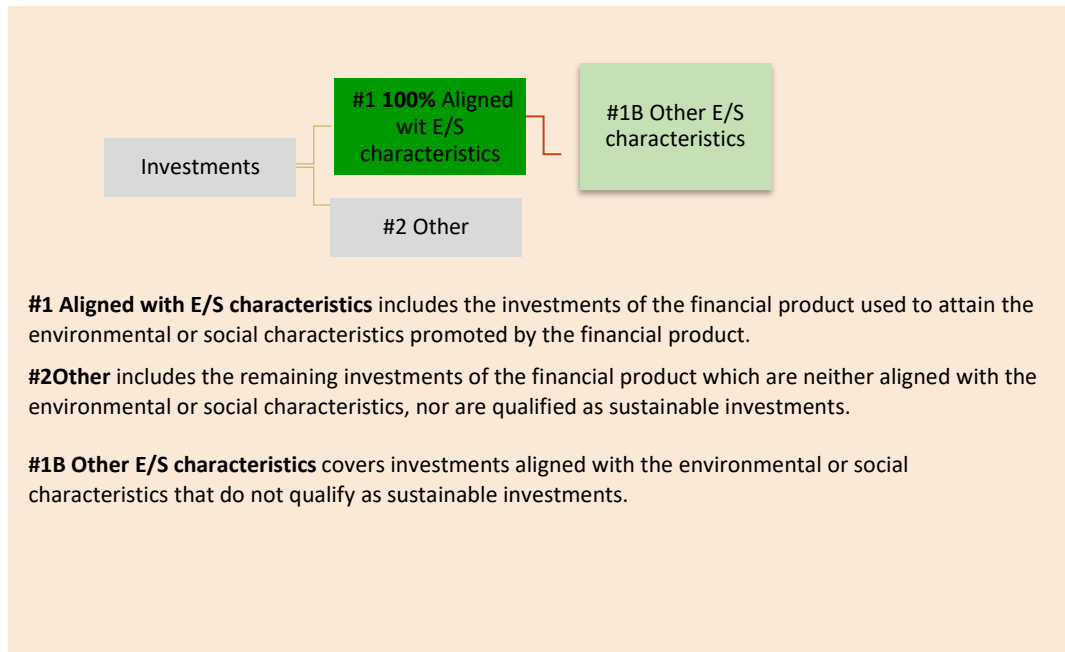 #1 100% Aligned
wit E/S
characteristics
#1B Other E/S
characteristics
Investments
#2 Other
#1 Aligned with E/S characteristics includes the investments of the financial product used to attain the
environmental or social characteristics promoted by the financial product.
#2Other includes the remaining investments of the financial product which are neither aligned with the
environmental or social characteristics, nor are qualified as sustainable investments.
#1B Other E/S characteristics covers investments aligned with the environmental or social
characteristics that do not qualify as sustainable investments.